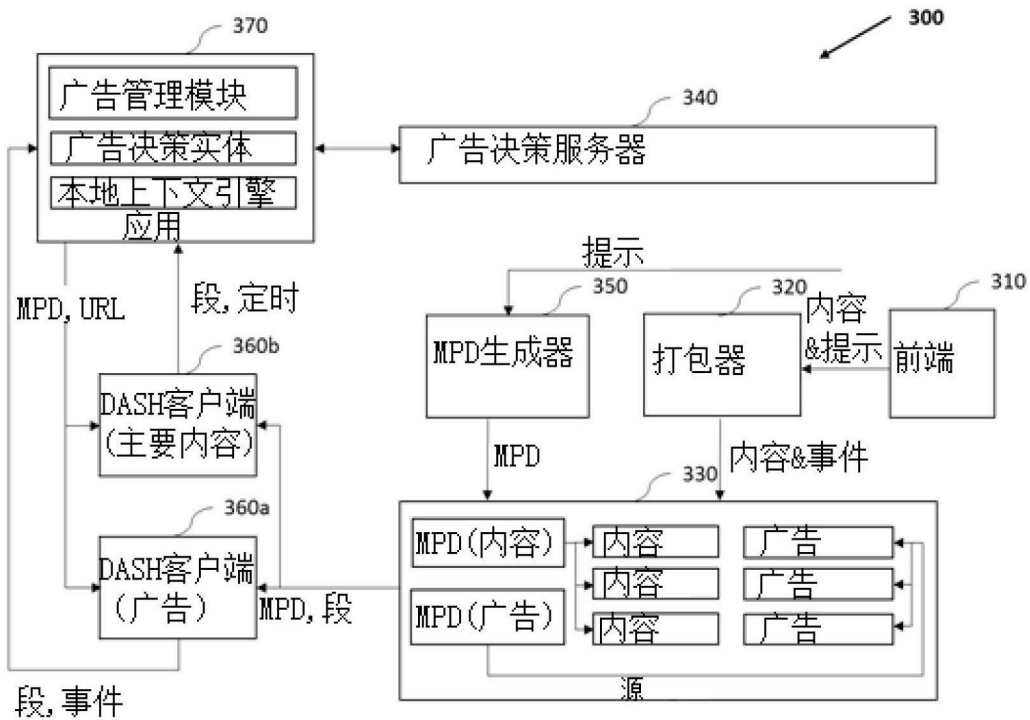 300
370
广告管理模块
广告决策实体
本地上下文引擎
应用
340
广告决策服务器
提示
MPD,URL
段,定时
350
MPD生成器
320
打包器
内容
&提示
310
前端
360b
DASH客户端
(主要内容)
MPD
内容&事件
330
360a
DASH客户端
(广告)
MPD,段
MPD(内容)
内容
广告
内容
广告
MPD(广告)
内容
广告
源
段,事件